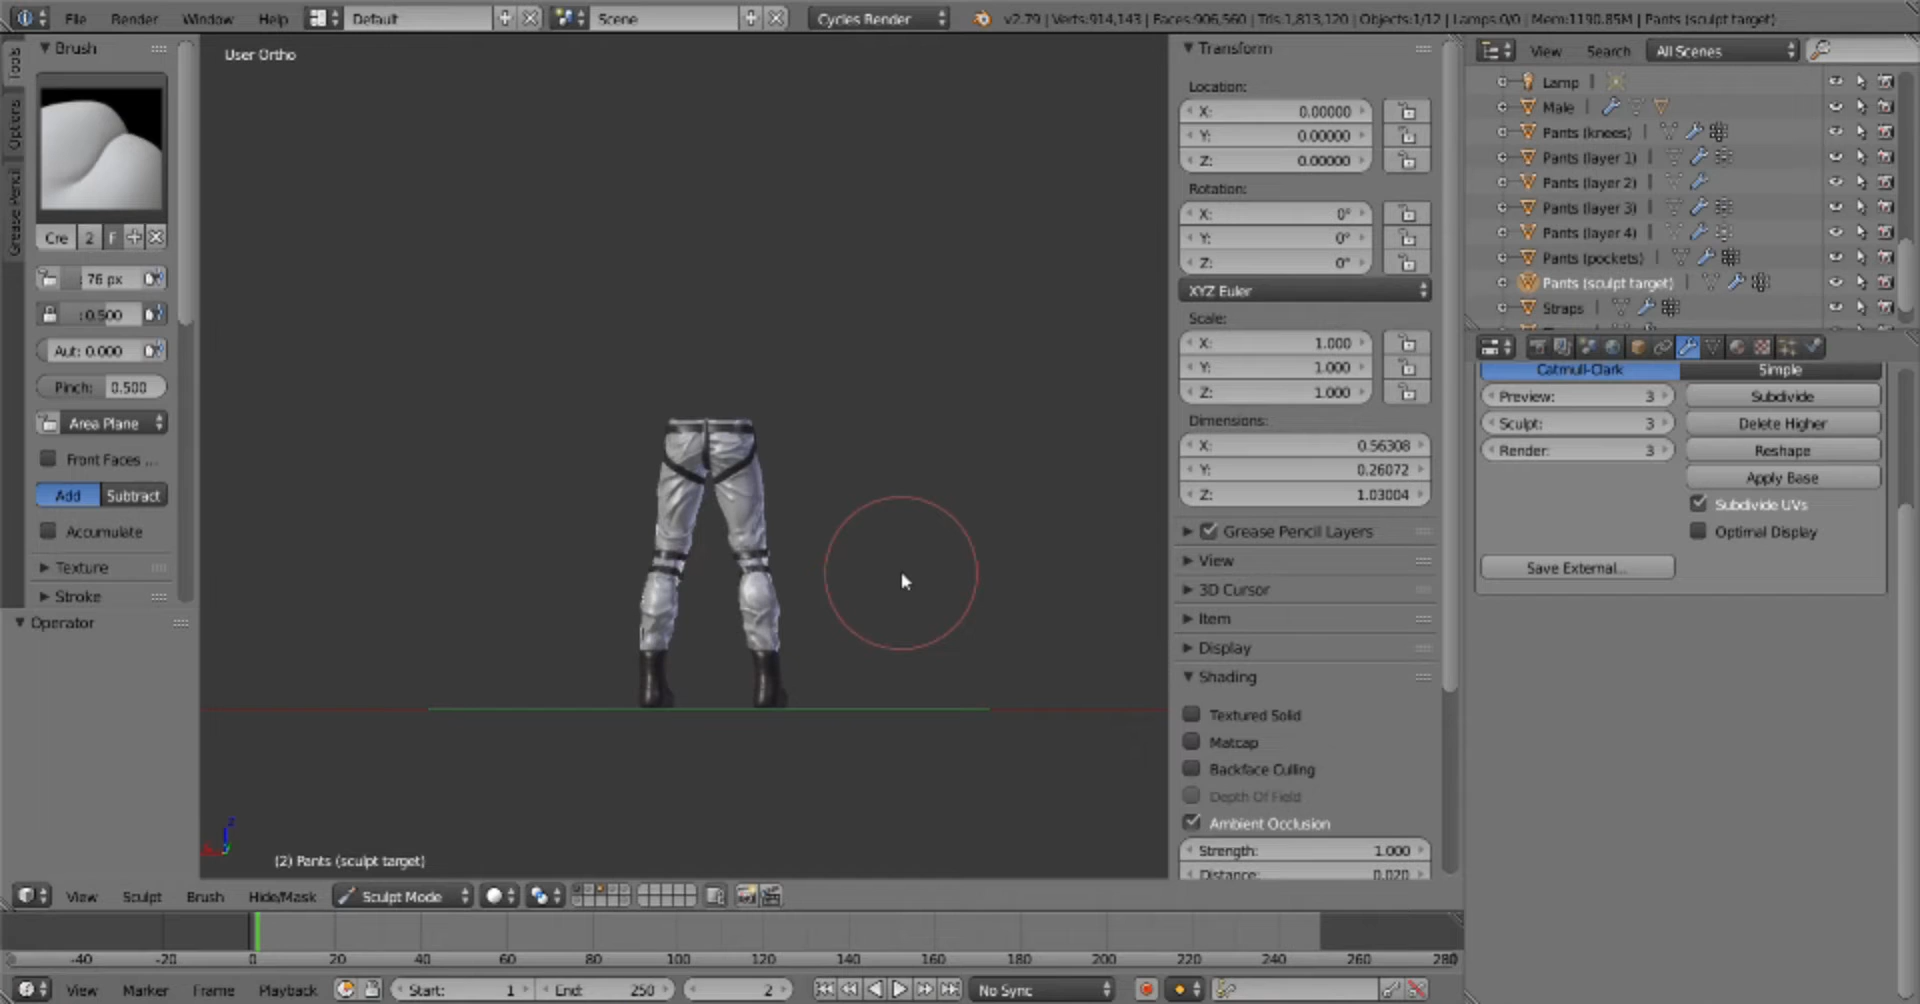 File Render Window Help Default Scene Cycles Render v2.79 | Verts:914,143 | Faces:906,560 | Tris:1,813,120 | Objects:1/12 | Lamps:0/0 | Mem:1190.85M | Pants (sculpt target)
Tools
Options
Grease Pencil
Brush
Cre 2 F
: 76 px
: 0.500
Aut: 0.000
Pinch: 0.500
Area Plane
Front Faces ...
Add Subtract
Accumulate
Texture
Stroke
Operator
User Ortho
(2) Pants (sculpt target)
Transform
Location:
X: 0.00000
Y: 0.00000
Z: 0.00000
Rotation:
X: 0°
Y: 0°
Z: 0°
XYZ Euler
Scale:
X: 1.000
Y: 1.000
Z: 1.000
Dimensions:
X: 0.56308
Y: 0.26072
Z: 1.03004
Grease Pencil Layers
View
3D Cursor
Item
Display
Shading
Textured Solid
Matcap
Backface Culling
Depth Of Field
Ambient Occlusion
Strength: 1.000
Distance: 0.020
View Search All Scenes
Lamp
Male
Pants (knees)
Pants (layer 1)
Pants (layer 2)
Pants (layer 3)
Pants (layer 4)
Pants (pockets)
Pants (sculpt target)
Straps
Catmull-Clark Simple
Preview: 3 Subdivide
Sculpt: 3 Delete Higher
Render: 3 Reshape
Apply Base
Subdivide UVs
Optimal Display
Save External...
View Sculpt Brush Hide/Mask Sculpt Mode
-40 -20 0 20 40 60 80 100 120 140 160 180 200 220 240 260 280
View Marker Frame Playback Start: 1 End: 250 2 No Sync